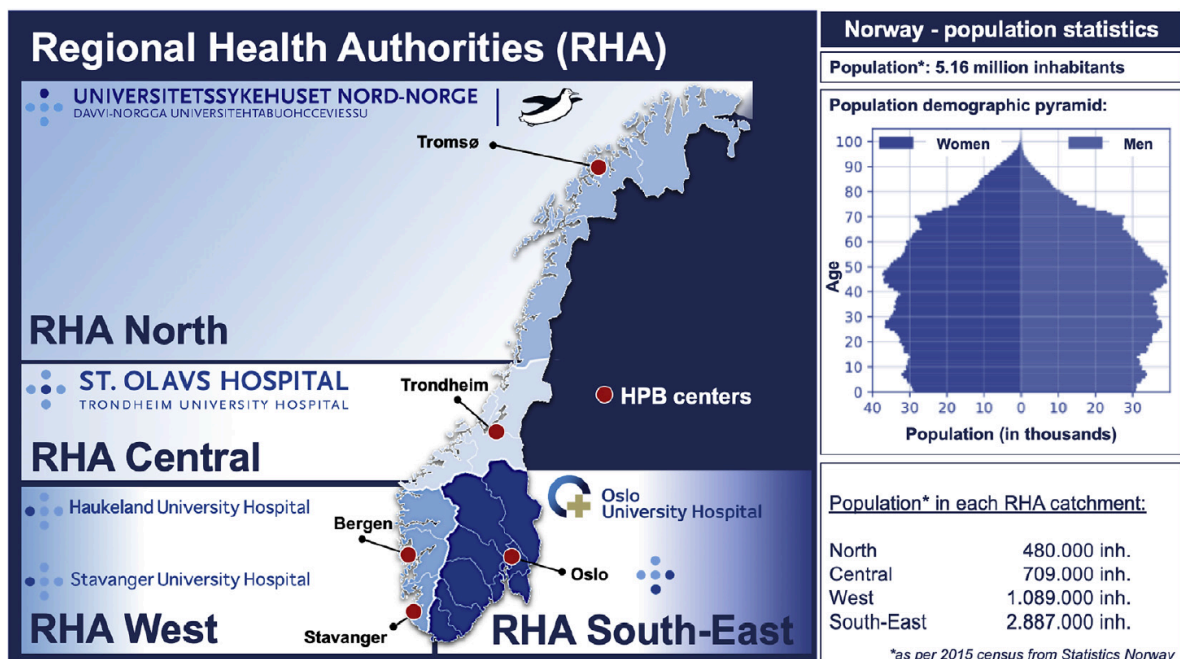 Regional Health Authorities (RHA)
UNIVERSITETSSYKEHUSET NORD-NORGE
DAVVI-NORGGA UNIVERSITEHTABUOHCCEVIESSU
Tromsø
RHA North
ST. OLAVS HOSPITAL
TRONDHEIM UNIVERSITY HOSPITAL
Trondheim
HPB centers
RHA Central
Haukeland University Hospital
Bergen
Oslo
University Hospital
Stavanger University Hospital
Oslo
RHA West
Stavanger
RHA South-East
Norway - population statistics
Population*: 5.16 million inhabitants
Population demographic pyramid:
Women Men
100
90
80
70
60
50
40
30
20
10
0
Age
40 30 20 10 0 10 20 30
Population (in thousands)
Population* in each RHA catchment:
North 480.000 inh.
Central 709.000 inh.
West 1.089.000 inh.
South-East 2.887.000 inh.
*as per 2015 census from Statistics Norway